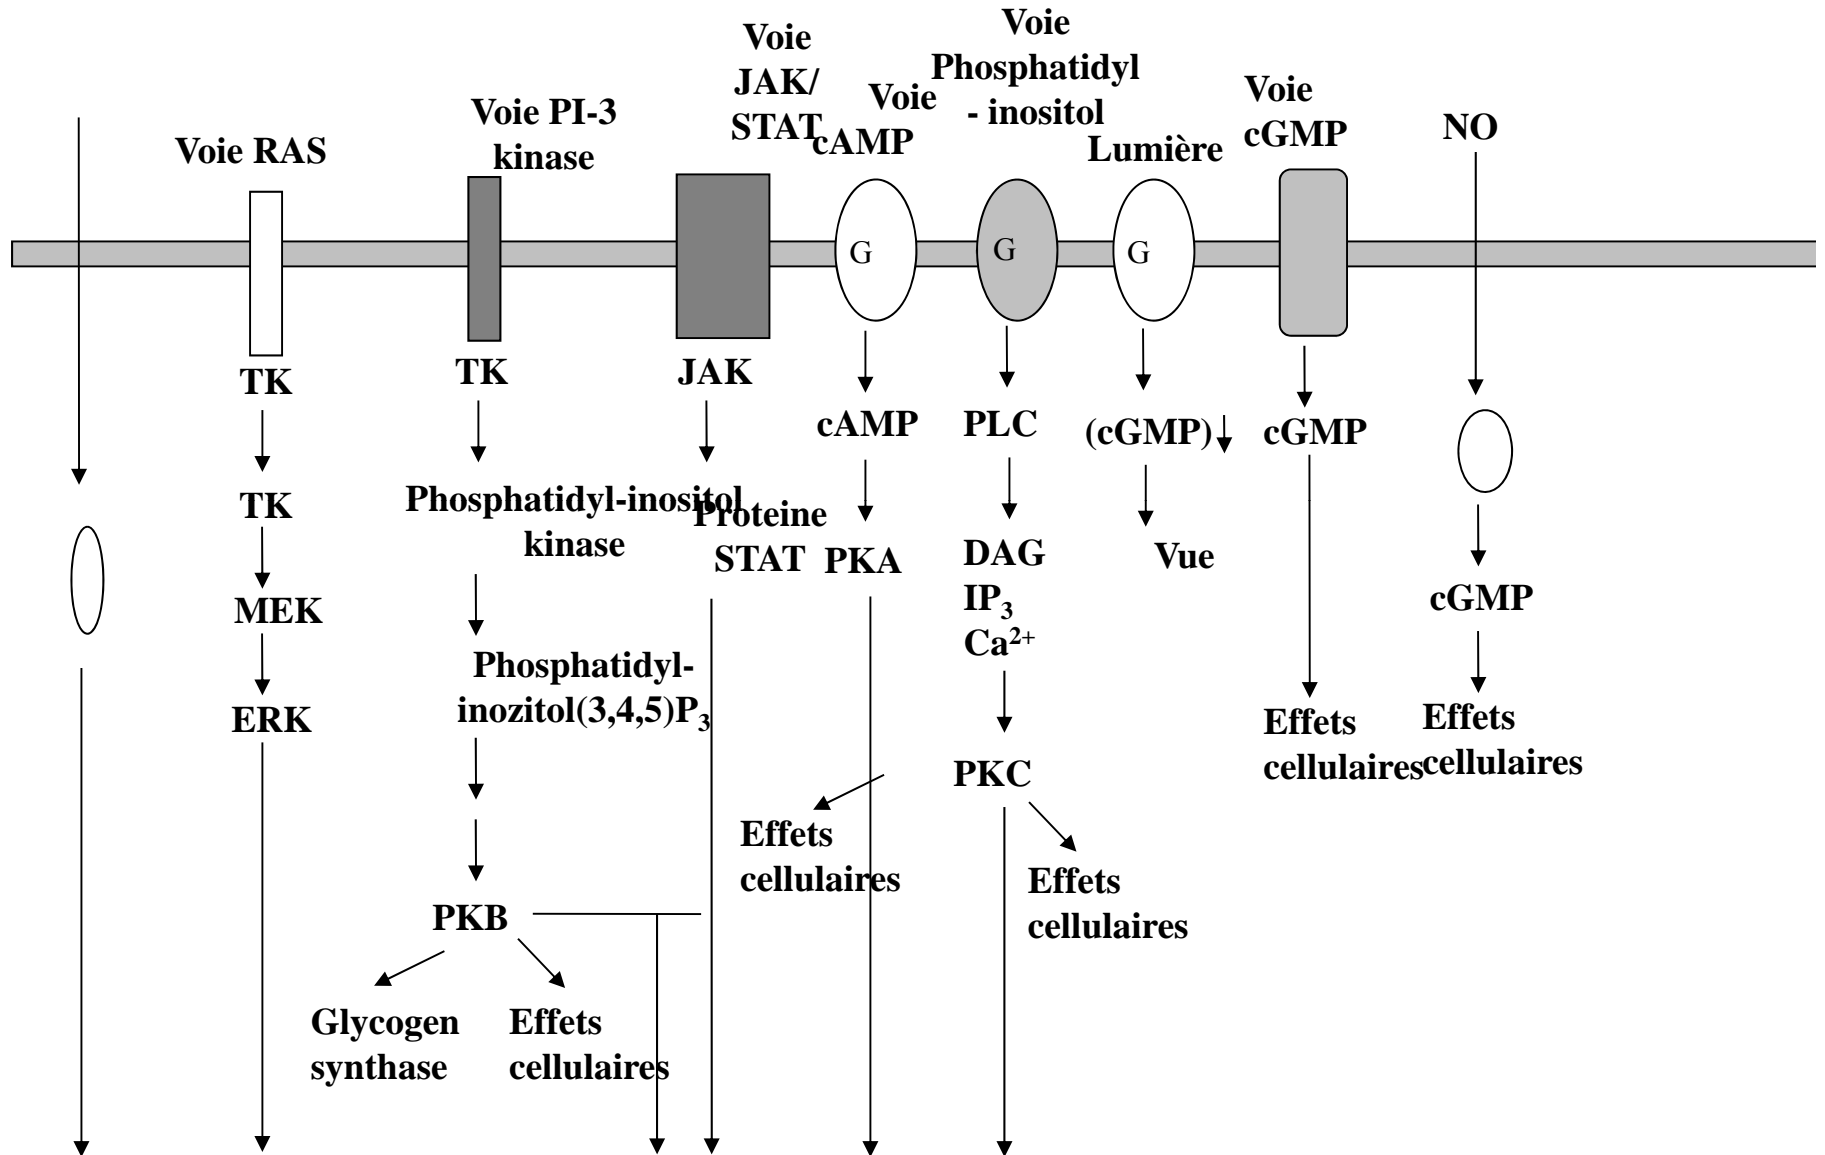 Voie RAS
Voie PI-3
kinase
Voie
JAK/
STAT
Voie
cAMP
Voie
Phosphatidyl
- inositol
Lumière
Voie
cGMP
NO
G
G
G
TK
TK
MEK
ERK
TK
Phosphatidyl-inositol
kinase
Phosphatidyl-
inozitol(3,4,5)P3
PKB
Glycogen
synthase
Effets
cellulaires
JAK
Proteine
STAT
cAMP
PKA
Effets
cellulaires
PLC
DAG
IP3
Ca2+
PKC
Effets
cellulaires
(cGMP)
Vue
cGMP
Effets
cellulaires
cGMP
Effets
cellulaires